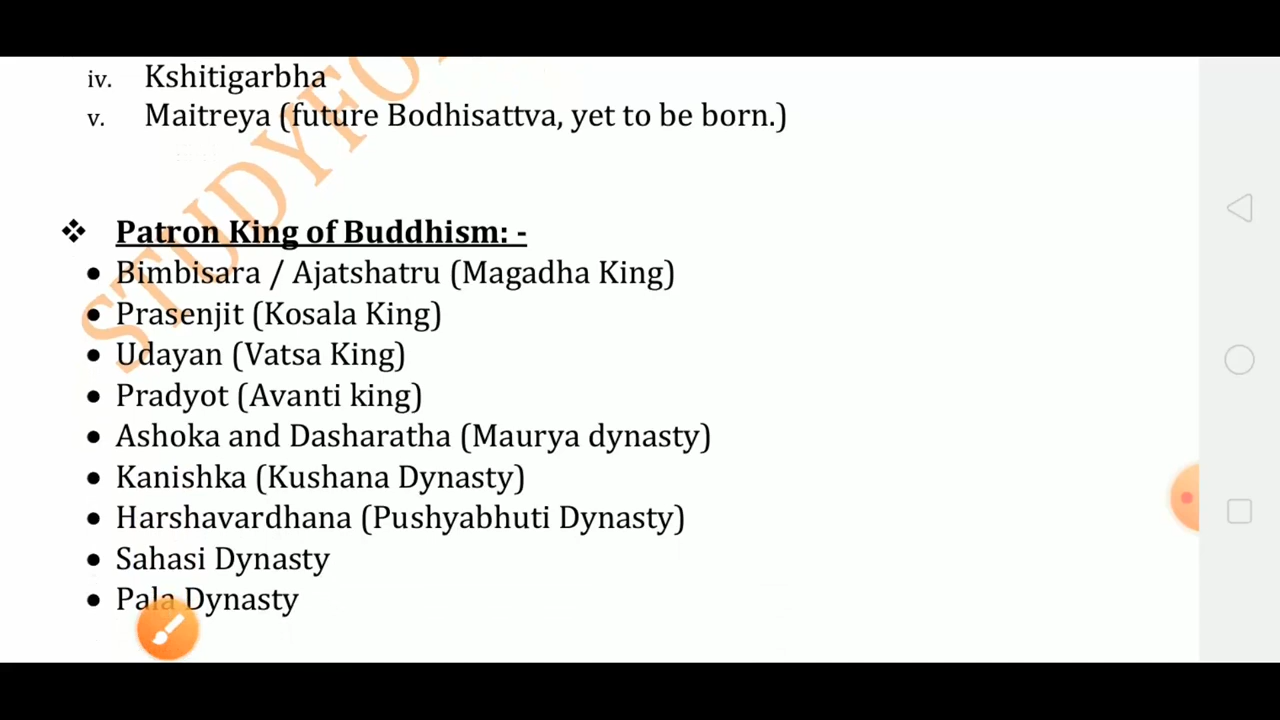 iv. Kshitigarbha
v. Maitreya (future Bodhisattva, yet to be born.)
❖ Patron King of Buddhism: -
• Bimbisara / Ajatshatru (Magadha King)
• Prasenjit (Kosala King)
• Udayan (Vatsa King)
• Pradyot (Avanti king)
• Ashoka and Dasharatha (Maurya dynasty)
• Kanishka (Kushana Dynasty)
• Harshavardhana (Pushyabhuti Dynasty)
• Sahasi Dynasty
• Pala Dynasty
STUDYFO